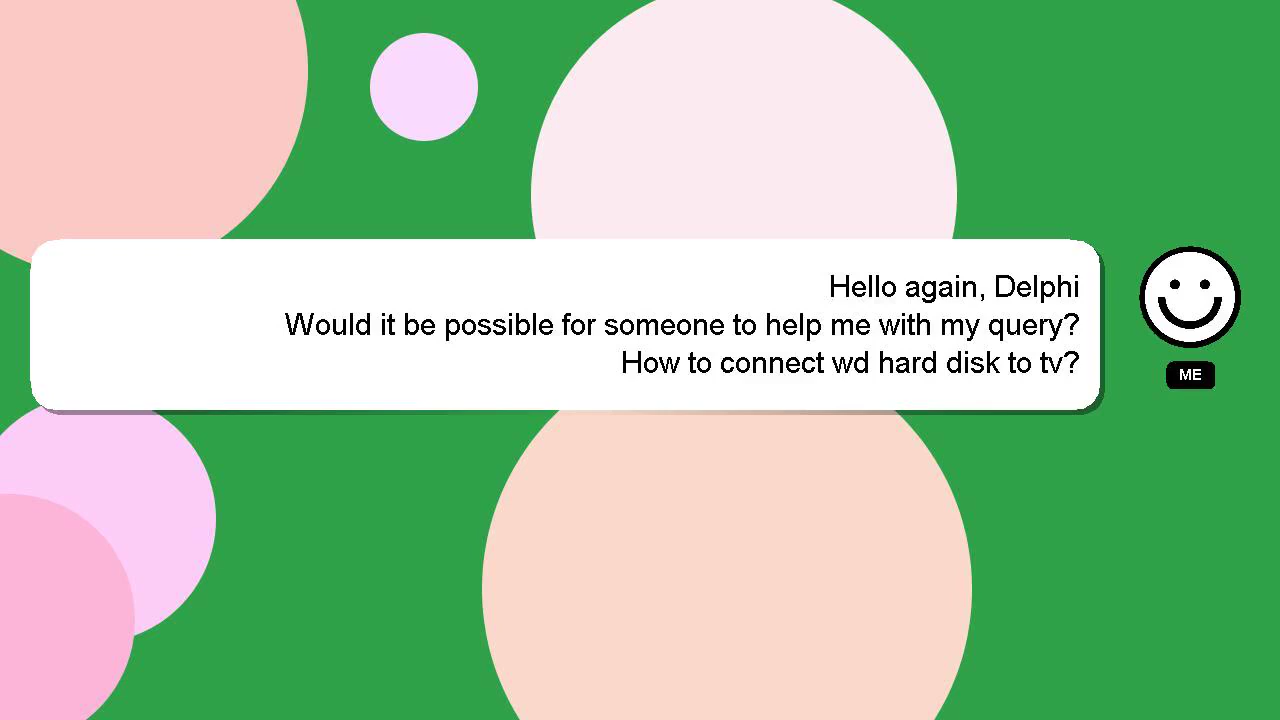 Hello again, Delphi
Would it be possible for someone to help me with my query?
How to connect wd hard disk to tv?
ME